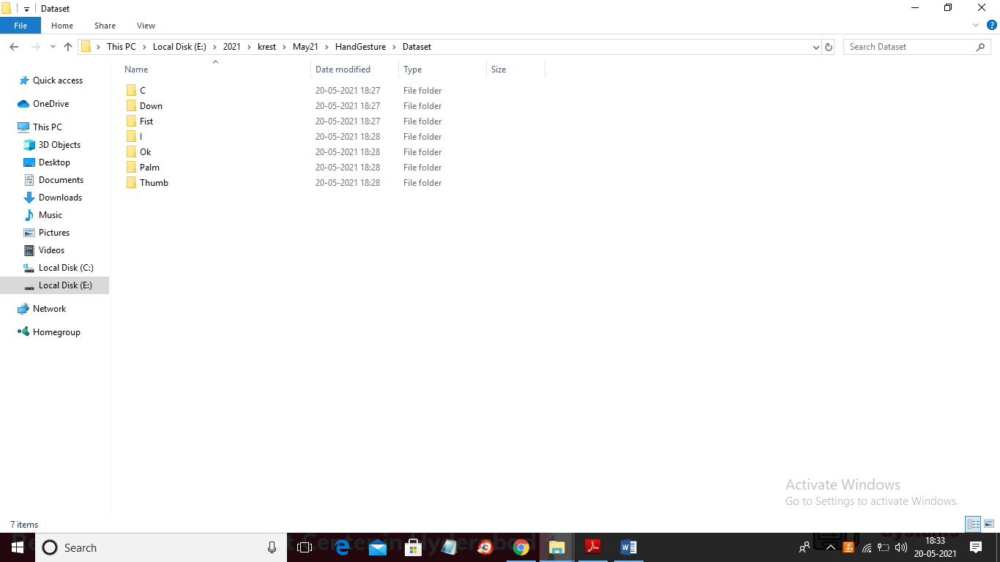 Dataset
File Home Share View
This PC Local Disk (E:) 2021 krest May21 HandGesture Dataset Search Dataset
Name Date modified Type Size
C 20-05-2021 18:27 File folder
Down 20-05-2021 18:27 File folder
Fist 20-05-2021 18:27 File folder
I 20-05-2021 18:28 File folder
Ok 20-05-2021 18:28 File folder
Palm 20-05-2021 18:28 File folder
Thumb 20-05-2021 18:28 File folder
Quick access
OneDrive
This PC
3D Objects
Desktop
Documents
Downloads
Music
Pictures
Videos
Local Disk (C:)
Local Disk (E:)
Network
Homegroup
Activate Windows
Go to Settings to activate Windows.
7 items
Search
18:33
20-05-2021